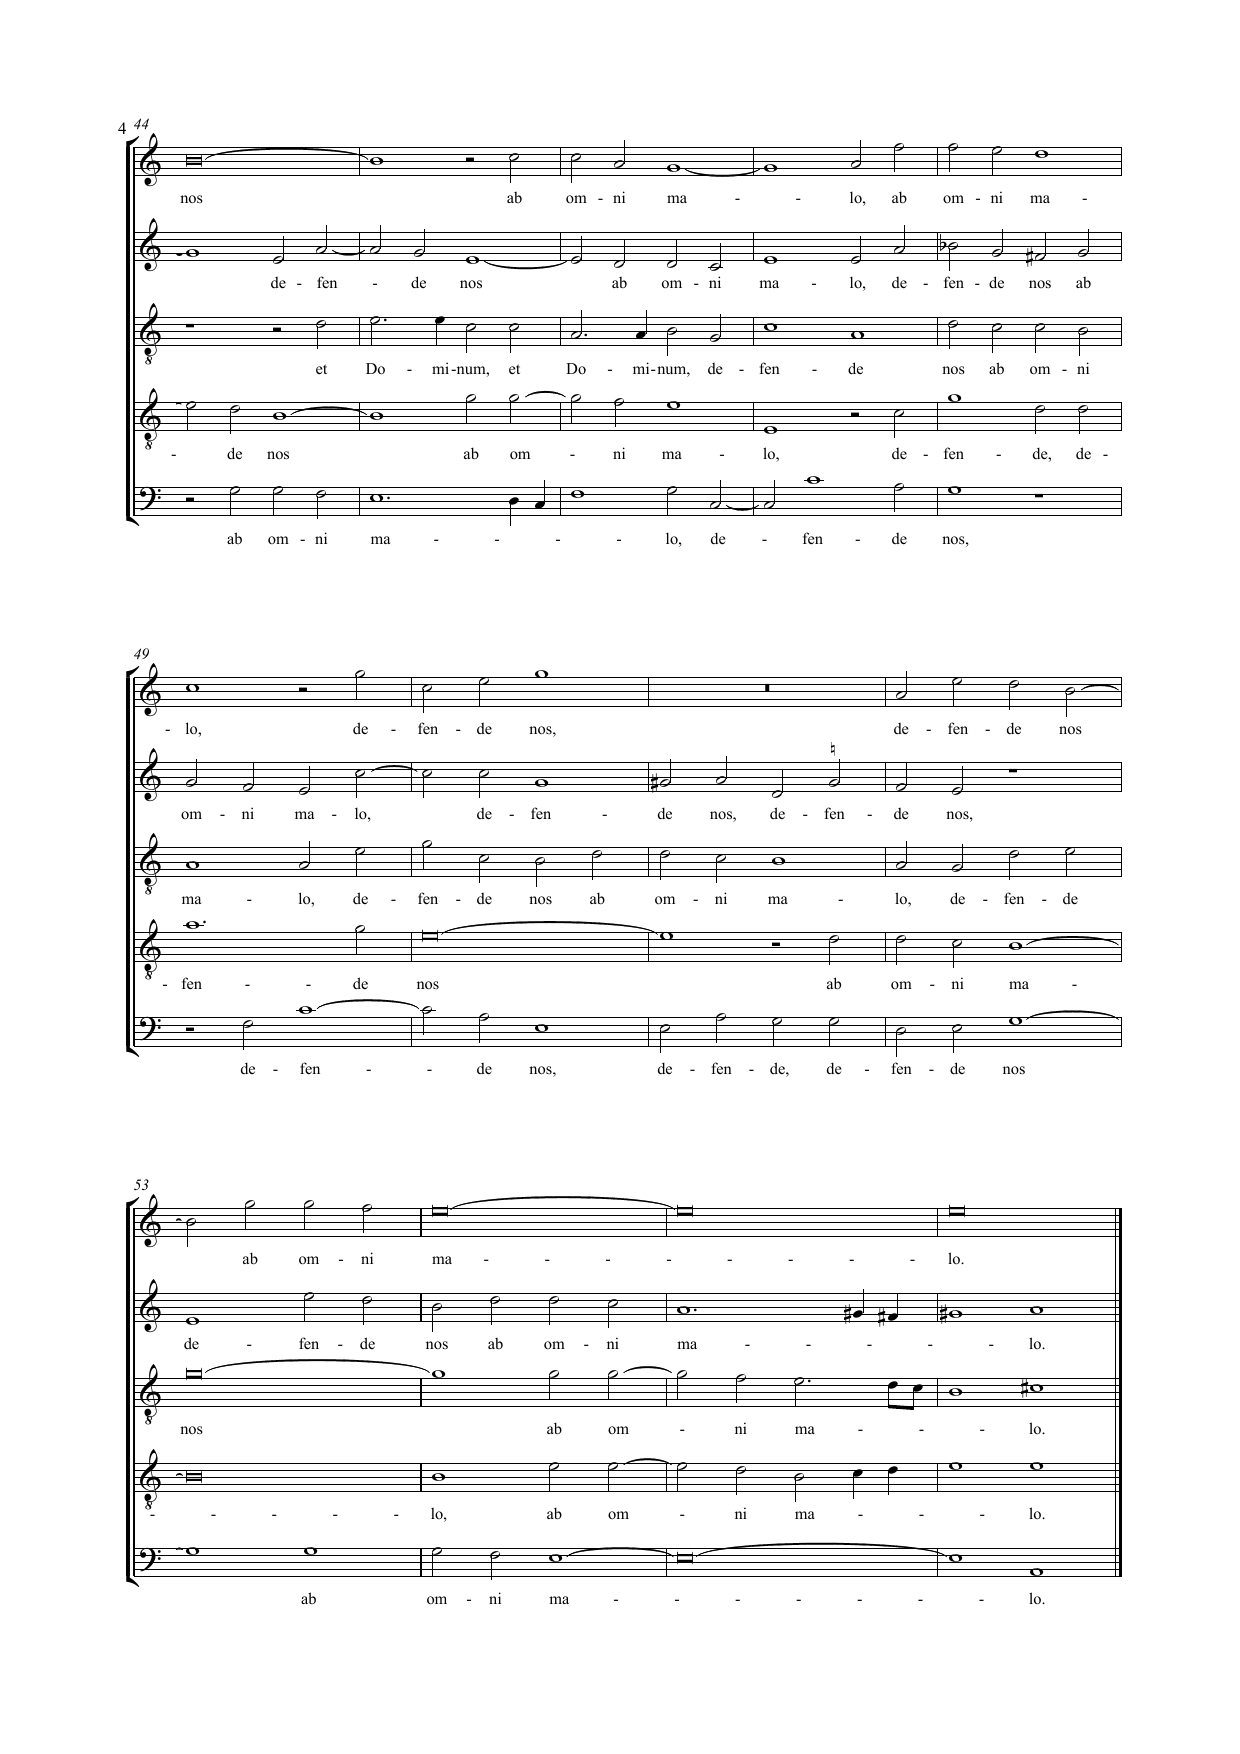 4 44
nos ab om - ni ma - - lo, ab om - ni ma -
de - fen - de nos ab om - ni ma - lo, de - fen - de nos ab
et Do - mi-num, et Do - mi-num, de - fen - de nos ab om - ni
- de nos ab om - ni ma - lo, de - fen - de, de -
ab om - ni ma - - - - lo, de - fen - de nos,
49
- lo, de - fen - de nos, de - fen - de nos
om - ni ma - lo, de - fen - de nos, de - fen - de nos,
ma - lo, de - fen - de nos ab om - ni ma - lo, de - fen - de
- fen - - de nos ab om - ni ma -
de - fen - - de nos, de - fen - de, de - fen - de nos
53
ab om - ni ma - - - - - - - - lo.
de - fen - de nos ab om - ni ma - - - - - lo.
nos ab om - ni ma - - - lo.
- - - - - lo, ab om - ni ma - - - lo.
ab om - ni ma - - - - - - - lo.